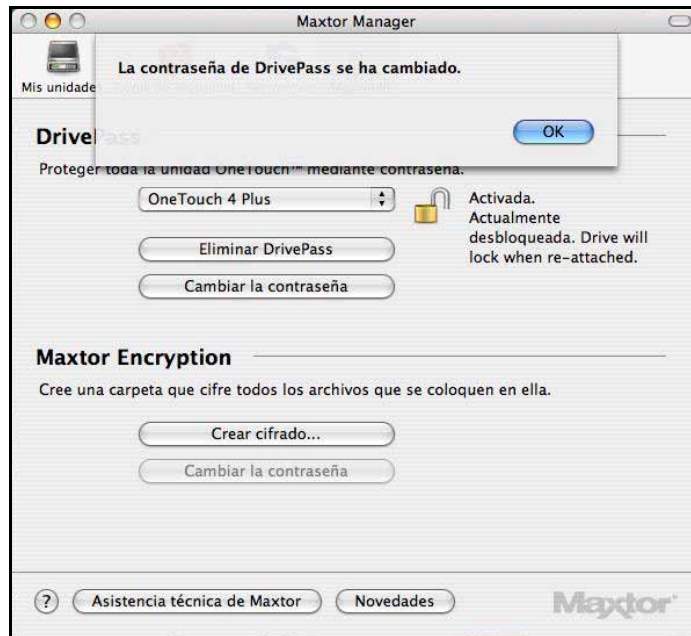 Maxtor Manager
La contraseña de DrivePass se ha cambiado.
OK
Mis unidade
DrivePass
Proteger toda la unidad OneTouch™ mediante contraseña.
OneTouch 4 Plus
Activada.
Actualmente
desbloqueada. Drive will
lock when re-attached.
Eliminar DrivePass
Cambiar la contraseña
Maxtor Encryption
Cree una carpeta que cifre todos los archivos que se coloquen en ella.
Crear cifrado...
Cambiar la contraseña
?
Asistencia técnica de Maxtor
Novedades
Maxtor